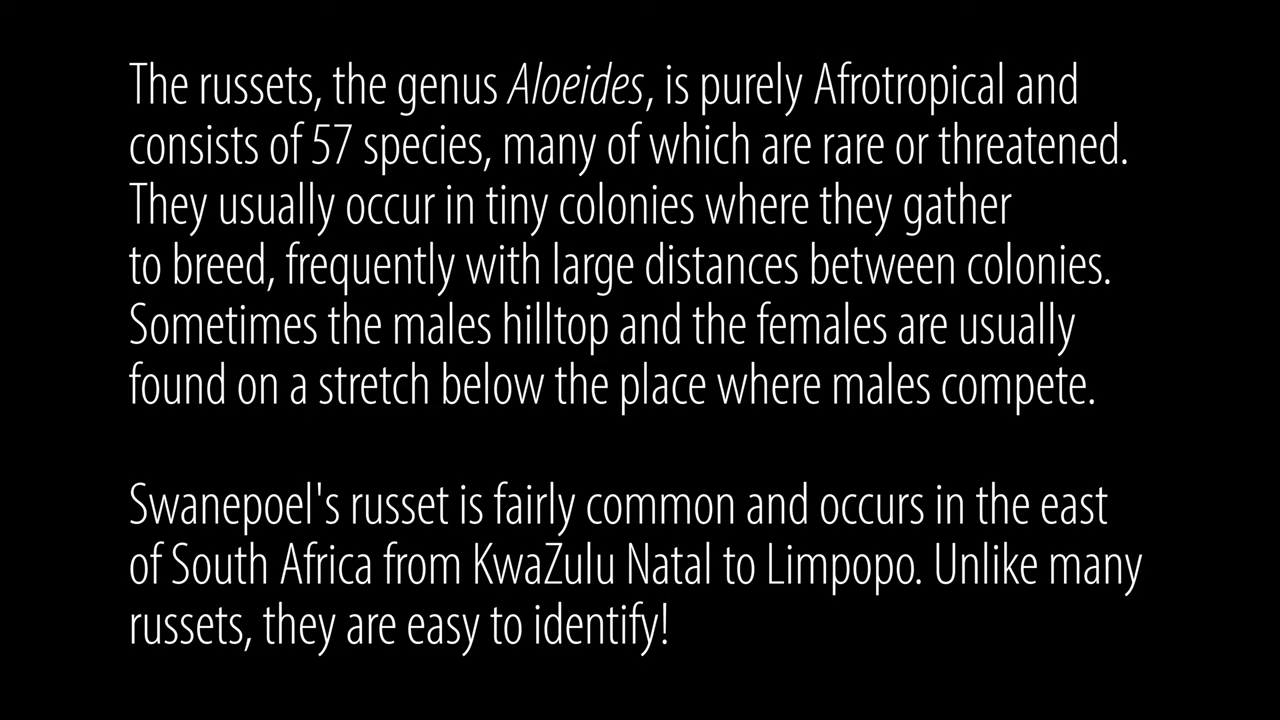 The russets, the genus Aloeides, is purely Afrotropical and
consists of 57 species, many of which are rare or threatened.
They usually occur in tiny colonies where they gather
to breed, frequently with large distances between colonies.
Sometimes the males hilltop and the females are usually
found on a stretch below the place where males compete.
Swanepoel's russet is fairly common and occurs in the east
of South Africa from KwaZulu Natal to Limpopo. Unlike many
russets, they are easy to identify!